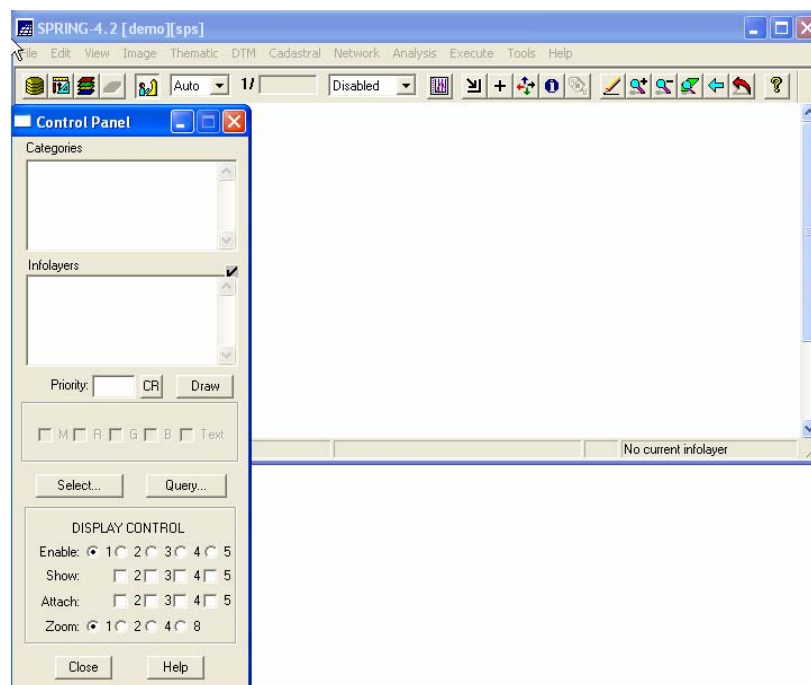 SPRING-4.2 [demo][sps]
File Edit View Image Thematic DTM Cadastral Network Analysis Execute Tools Help
Auto 1/ Disabled
Control Panel
Categories
Infolayers
Priority: CR Draw
M R G B Text
No current infolayer
Select... Query...
DISPLAY CONTROL
Enable: 1 2 3 4 5
Show: 2 3 4 5
Attach: 2 3 4 5
Zoom: 1 2 4 8
Close Help